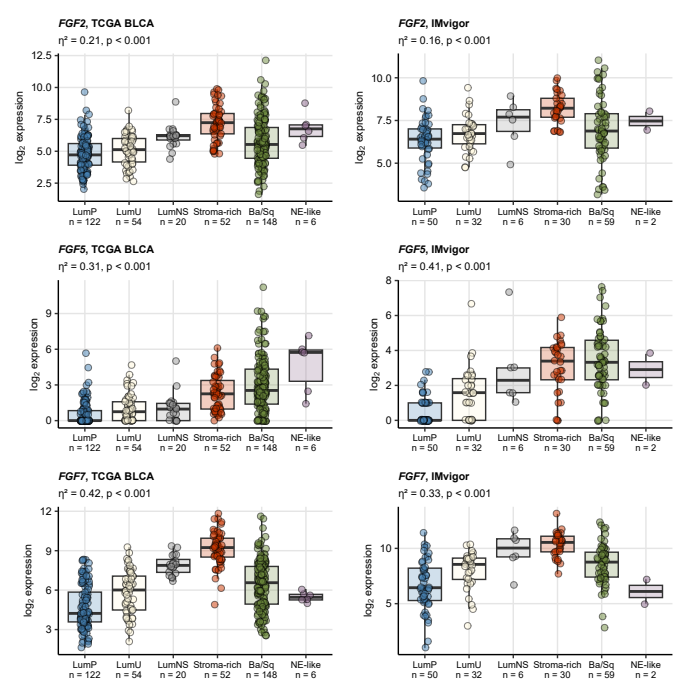 FGF2, TCGA BLCA
η² = 0.21, p < 0.001
12.5
10.0
7.5
5.0
2.5
log₂ expression
LumP LumU LumNS Stroma-rich Ba/Sq NE-like
n = 122 n = 54 n = 20 n = 52 n = 148 n = 6
FGF2, IMvigor
η² = 0.16, p < 0.001
10.0
7.5
5.0
log₂ expression
LumP LumU LumNS Stroma-rich Ba/Sq NE-like
n = 50 n = 32 n = 6 n = 30 n = 59 n = 2
FGF5, TCGA BLCA
η² = 0.31, p < 0.001
9
6
3
0
log₂ expression
LumP LumU LumNS Stroma-rich Ba/Sq NE-like
n = 122 n = 54 n = 20 n = 52 n = 148 n = 6
FGF5, IMvigor
η² = 0.41, p < 0.001
8
6
4
2
0
log₂ expression
LumP LumU LumNS Stroma-rich Ba/Sq NE-like
n = 50 n = 32 n = 6 n = 30 n = 59 n = 2
FGF7, TCGA BLCA
η² = 0.42, p < 0.001
12
9
6
3
log₂ expression
LumP LumU LumNS Stroma-rich Ba/Sq NE-like
n = 122 n = 54 n = 20 n = 52 n = 148 n = 6
FGF7, IMvigor
η² = 0.33, p < 0.001
10
5
log₂ expression
LumP LumU LumNS Stroma-rich Ba/Sq NE-like
n = 50 n = 32 n = 6 n = 30 n = 59 n = 2